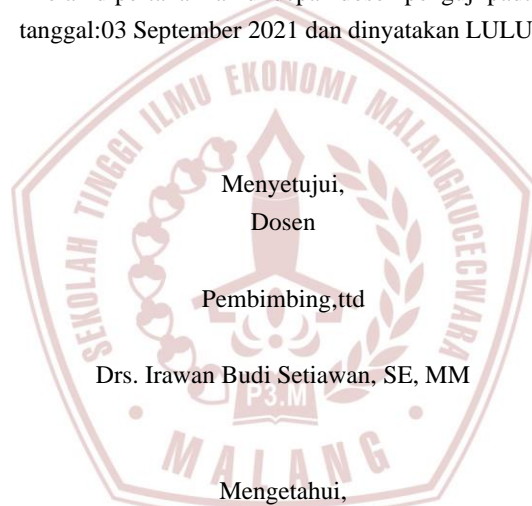 tanggal:03 September 2021 dan dinyatakan LULU
SEKOLAH TINGGI ILMU EKONOMI MALANGKUCECWARA
Menyetujui,
Dosen
Pembimbing,ttd
Drs. Irawan Budi Setiawan, SE, MM
P3.M
MALANG
Mengetahui,